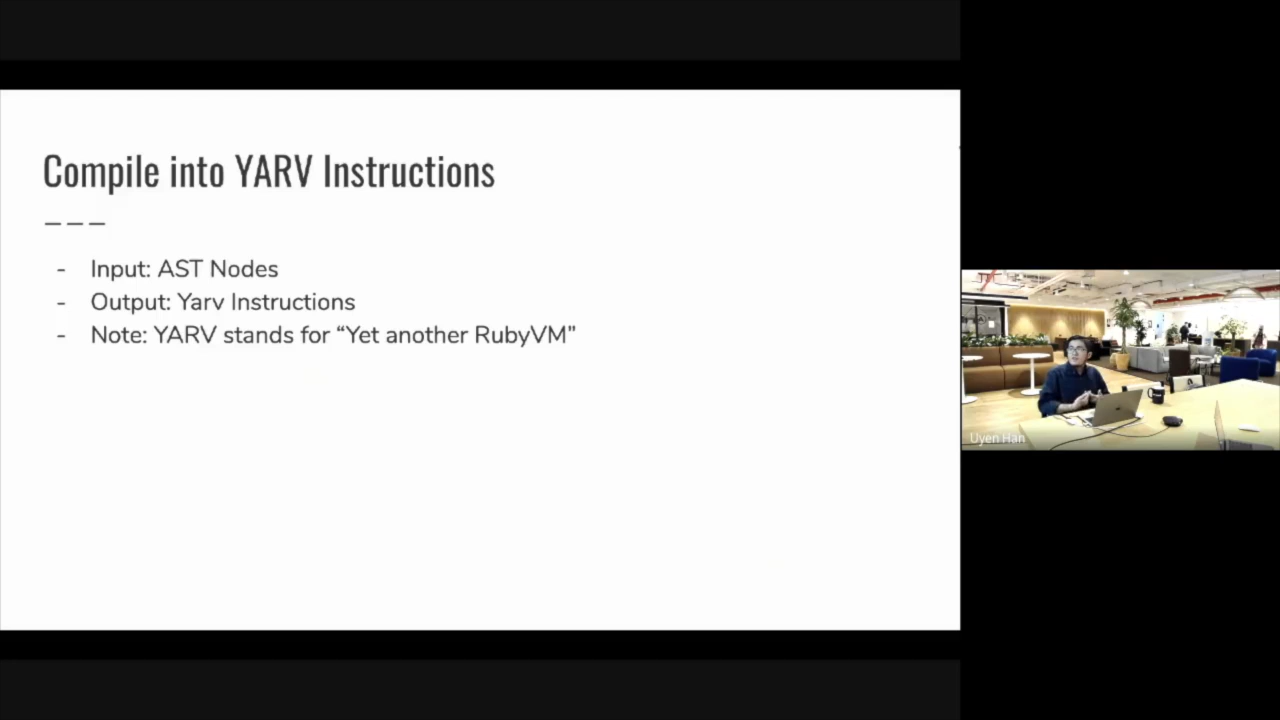 Compile into YARV Instructions
- Input: AST Nodes
- Output: Yarv Instructions
- Note: YARV stands for “Yet another RubyVM”
Uyen Han